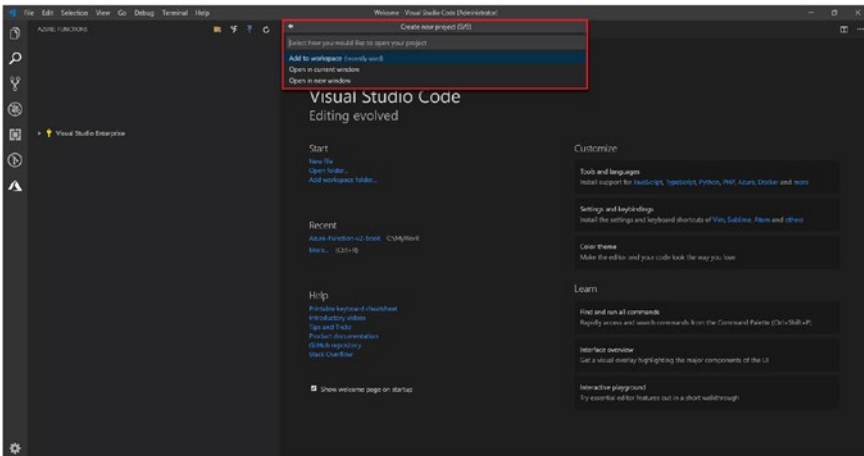 File Edit Selection View Go Debug Terminal Help
Welcome - Visual Studio Code [Administrator]
AZURE: FUNCTIONS
Create new project (5/5)
Select how you would like to open your project
Add to workspace (recently used)
Open in current window
Open in new window
Visual Studio Enterprise
Visual Studio Code
Editing evolved
Start
New file
Open folder...
Add workspace folder...
Recent
Azure-Function-v2-book C:\MyWork
More... (Ctrl+R)
Help
Printable keyboard cheatsheet
Introductory videos
Tips and Tricks
Product documentation
GitHub repository
Stack Overflow
Show welcome page on startup
Customize
Tools and languages
Install support for JavaScript, TypeScript, Python, PHP, Azure, Docker and more
Settings and keybindings
Install the settings and keyboard shortcuts of Vim, Sublime, Atom and others
Color theme
Make the editor and your code look the way you love
Learn
Find and run all commands
Rapidly access and search commands from the Command Palette (Ctrl+Shift+P)
Interface overview
Get a visual overlay highlighting the major components of the UI
Interactive playground
Try essential editor features out in a short walkthrough